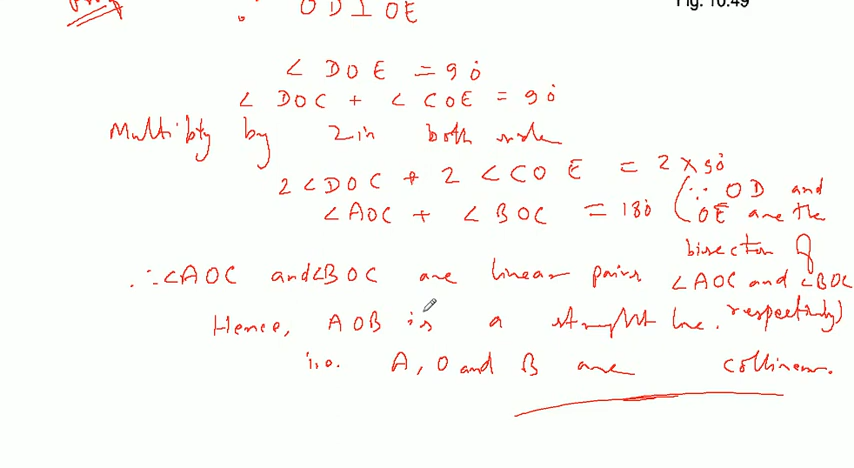 Fig. 10.49
∴ OD ⊥ OE
∠ DOE = 90°
∠ DOC + ∠ COE = 90°
Multiply by 2 in both side
2 ∠DOC + 2 ∠COE = 2 × 90°
∠AOC + ∠BOC = 180° (∵ OD and
OE are the
bisector of
∴ ∠AOC and ∠BOC are linear pairs ∠AOC and ∠BOC
Hence, AOB is a straight line. respectively)
i.e. A, O and B are collinear.